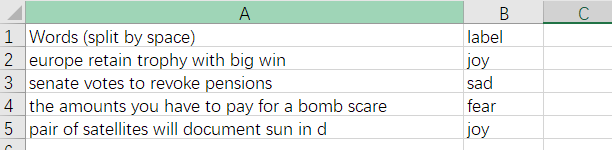 A B C
1 Words (split by space) label
2 europe retain trophy with big win joy
3 senate votes to revoke pensions sad
4 the amounts you have to pay for a bomb scare fear
5 pair of satellites will document sun in d joy